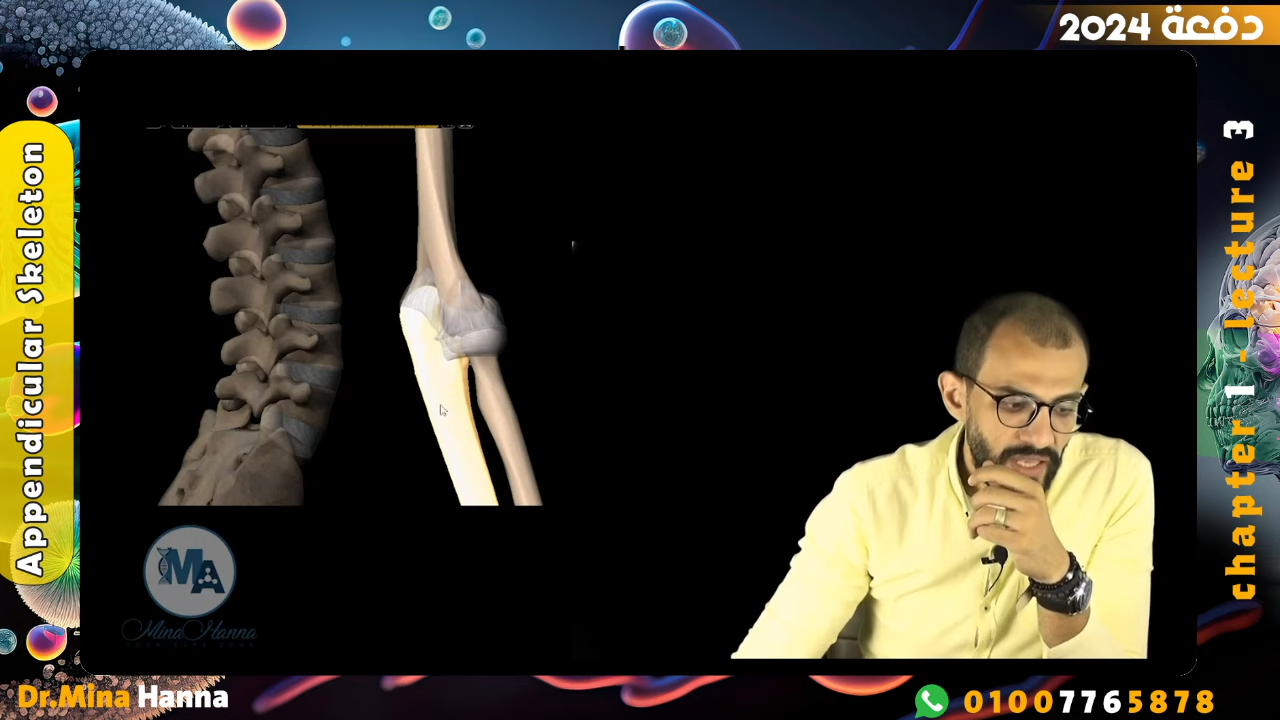 دفعة 2024
Appendicular Skeleton
chapter 1 - lecture 3
MA
Mina Hanna
Dr.Mina Hanna
01007765878